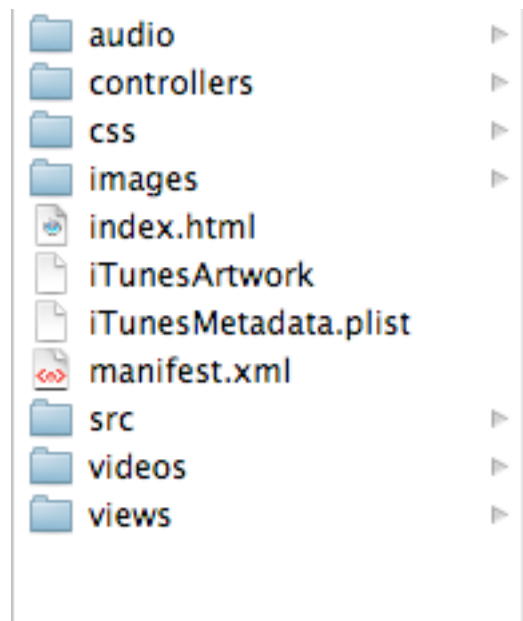 audio
controllers
css
images
index.html
iTunesArtwork
iTunesMetadata.plist
manifest.xml
src
videos
views